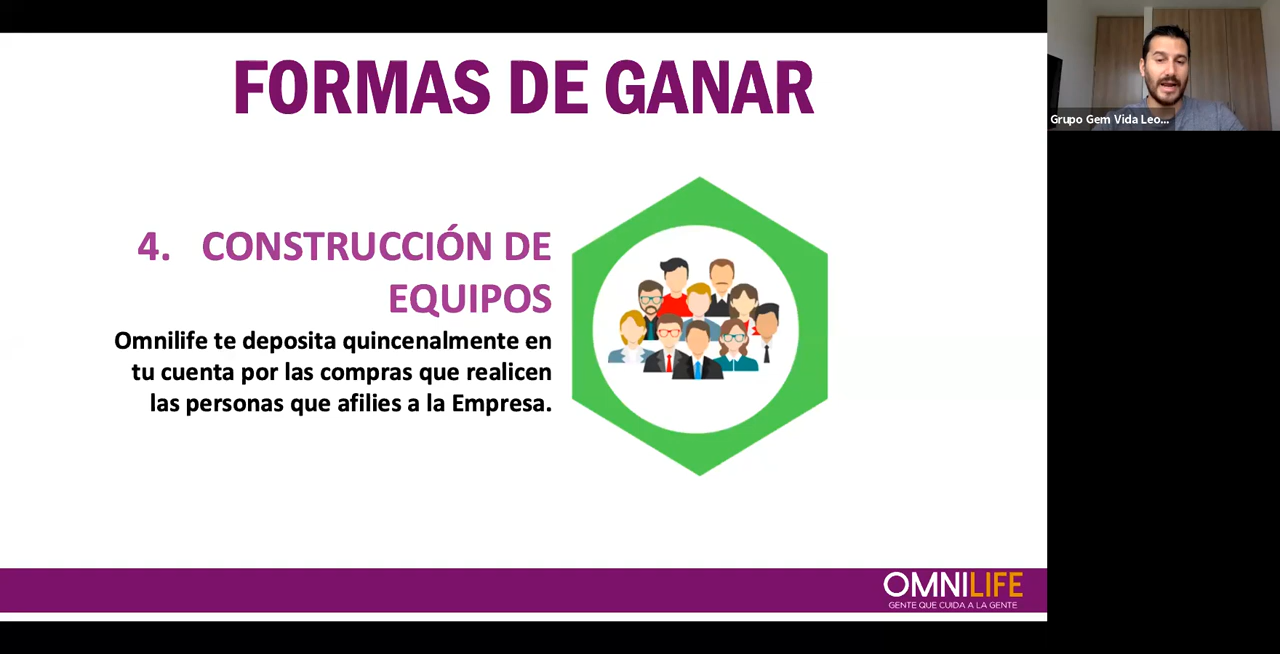 FORMAS DE GANAR
4. CONSTRUCCIÓN DE
EQUIPOS
Omnilife te deposita quincenalmente en
tu cuenta por las compras que realicen
las personas que afilies a la Empresa.
OMNILIFE
GENTE QUE CUIDA A LA GENTE
Grupo Gem Vida Leo...